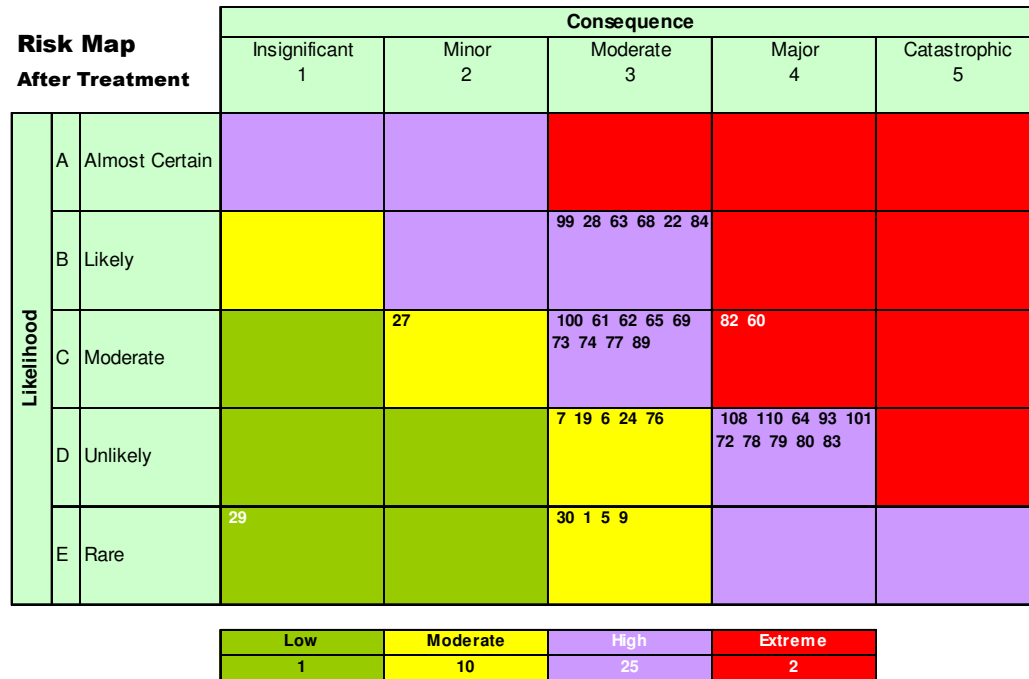 Risk Map
After Treatment
Consequence
Insignificant Minor Moderate Major Catastrophic
1 2 3 4 5
Likelihood
A Almost Certain
B Likely 99 28 63 68 22 84
C Moderate 27 100 61 62 65 69 82 60
73 74 77 89
D Unlikely 7 19 6 24 76 108 110 64 93 101
72 78 79 80 83
E Rare 29 30 1 5 9
Low Moderate High Extreme
1 10 25 2